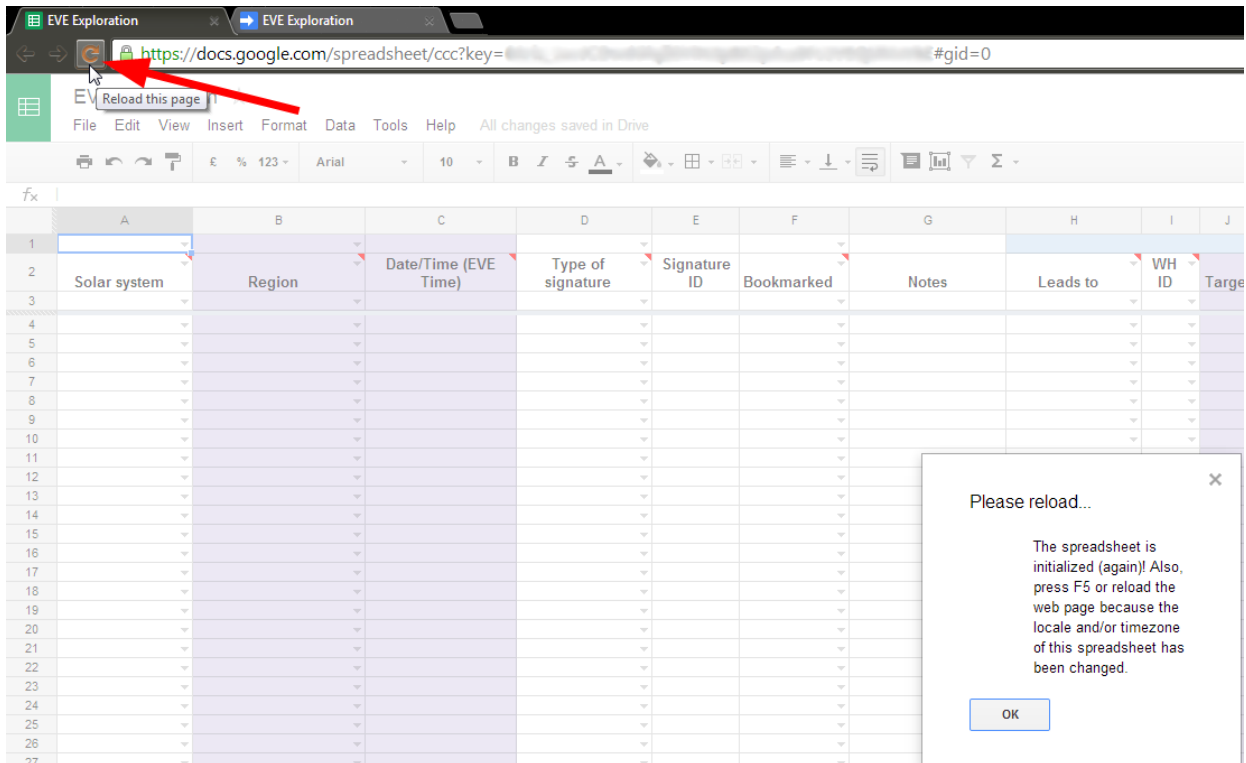 EVE Exploration
EVE Exploration
https://docs.google.com/spreadsheet/ccc?key= #gid=0
Reload this page
File Edit View Insert Format Data Tools Help All changes saved in Drive
£ % 123 Arial 10 B I S A Σ
fx
A B C D E F G H I J
1
2 Solar system Region Date/Time (EVE Time) Type of signature Signature ID Bookmarked Notes Leads to WH ID Targe
3
4
5
6
7
8
9
10
11
12
13
14
15
16
17
18
19
20
21
22
23
24
25
26
27
Please reload...
The spreadsheet is
initialized (again)! Also,
press F5 or reload the
web page because the
locale and/or timezone
of this spreadsheet has
been changed.
OK